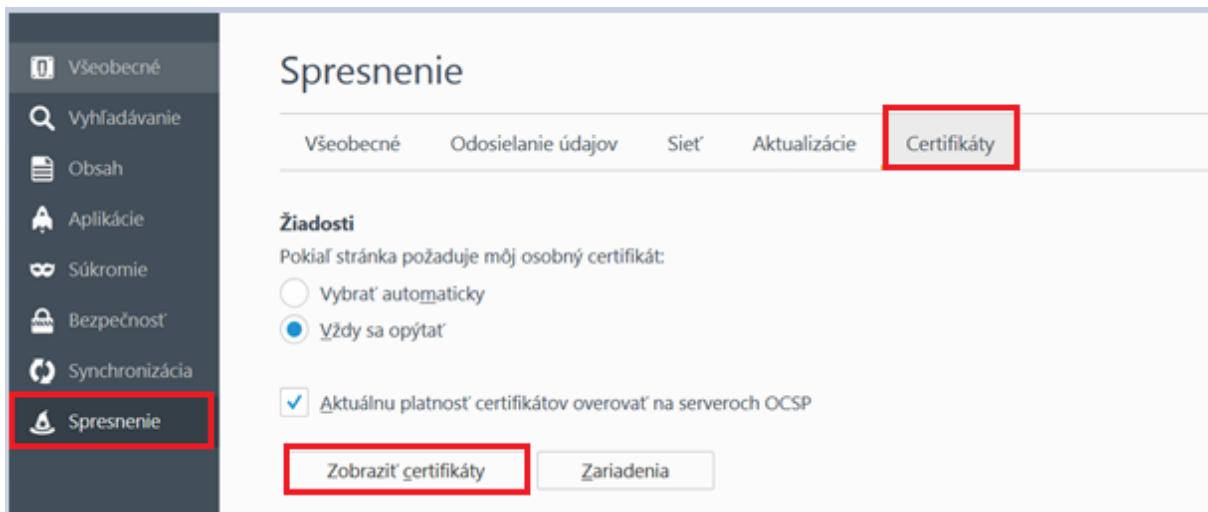 Všeobecné
Vyhľadávanie
Obsah
Aplikácie
Súkromie
Bezpečnosť
Synchronizácia
Spresnenie
Spresnenie
Všeobecné Odosielanie údajov Sieť Aktualizácie Certifikáty
Žiadosti
Pokiaľ stránka požaduje môj osobný certifikát:
Vybrať automaticky
Vždy sa opýtať
Aktuálnu platnosť certifikátov overovať na serveroch OCSP
Zobraziť certifikáty Zariadenia